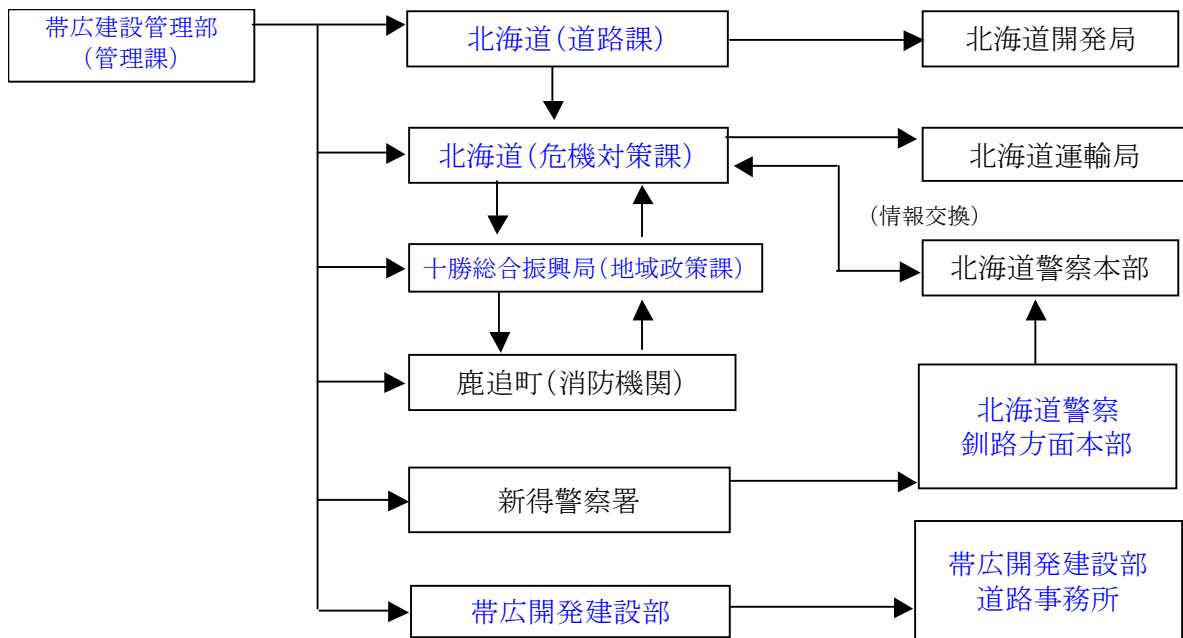 帯広建設管理部
(管理課)
北海道(道路課)
北海道開発局
北海道(危機対策課)
北海道運輸局
(情報交換)
十勝総合振興局(地域政策課)
北海道警察本部
鹿追町(消防機関)
北海道警察
釧路方面本部
新得警察署
帯広開発建設部
帯広開発建設部
道路事務所